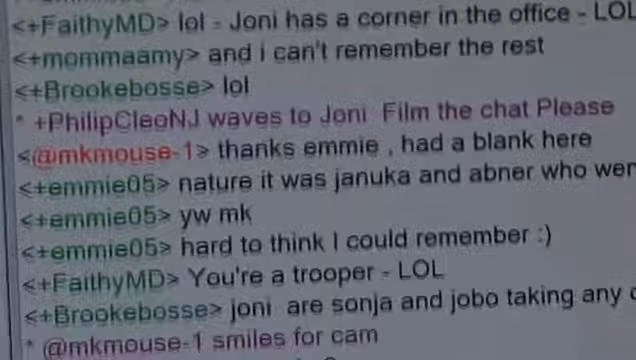 <+FaithyMD> lol - Joni has a corner in the office - LOL
<+mommaamy> and i can't remember the rest
<+Brookebosse> lol
* +PhilipCleoNJ waves to Joni  Film the chat Please
<@mkmouse-1> thanks emmie , had a blank here
<+emmie05> nature it was januka and abner who
<+emmie05> yw mk
<+emmie05> hard to think I could remember :)
<+FaithyMD> You're a trooper - LOL
<+Brookebosse> joni  are sonja and jobo taking any
* @mkmouse-1 smiles for cam